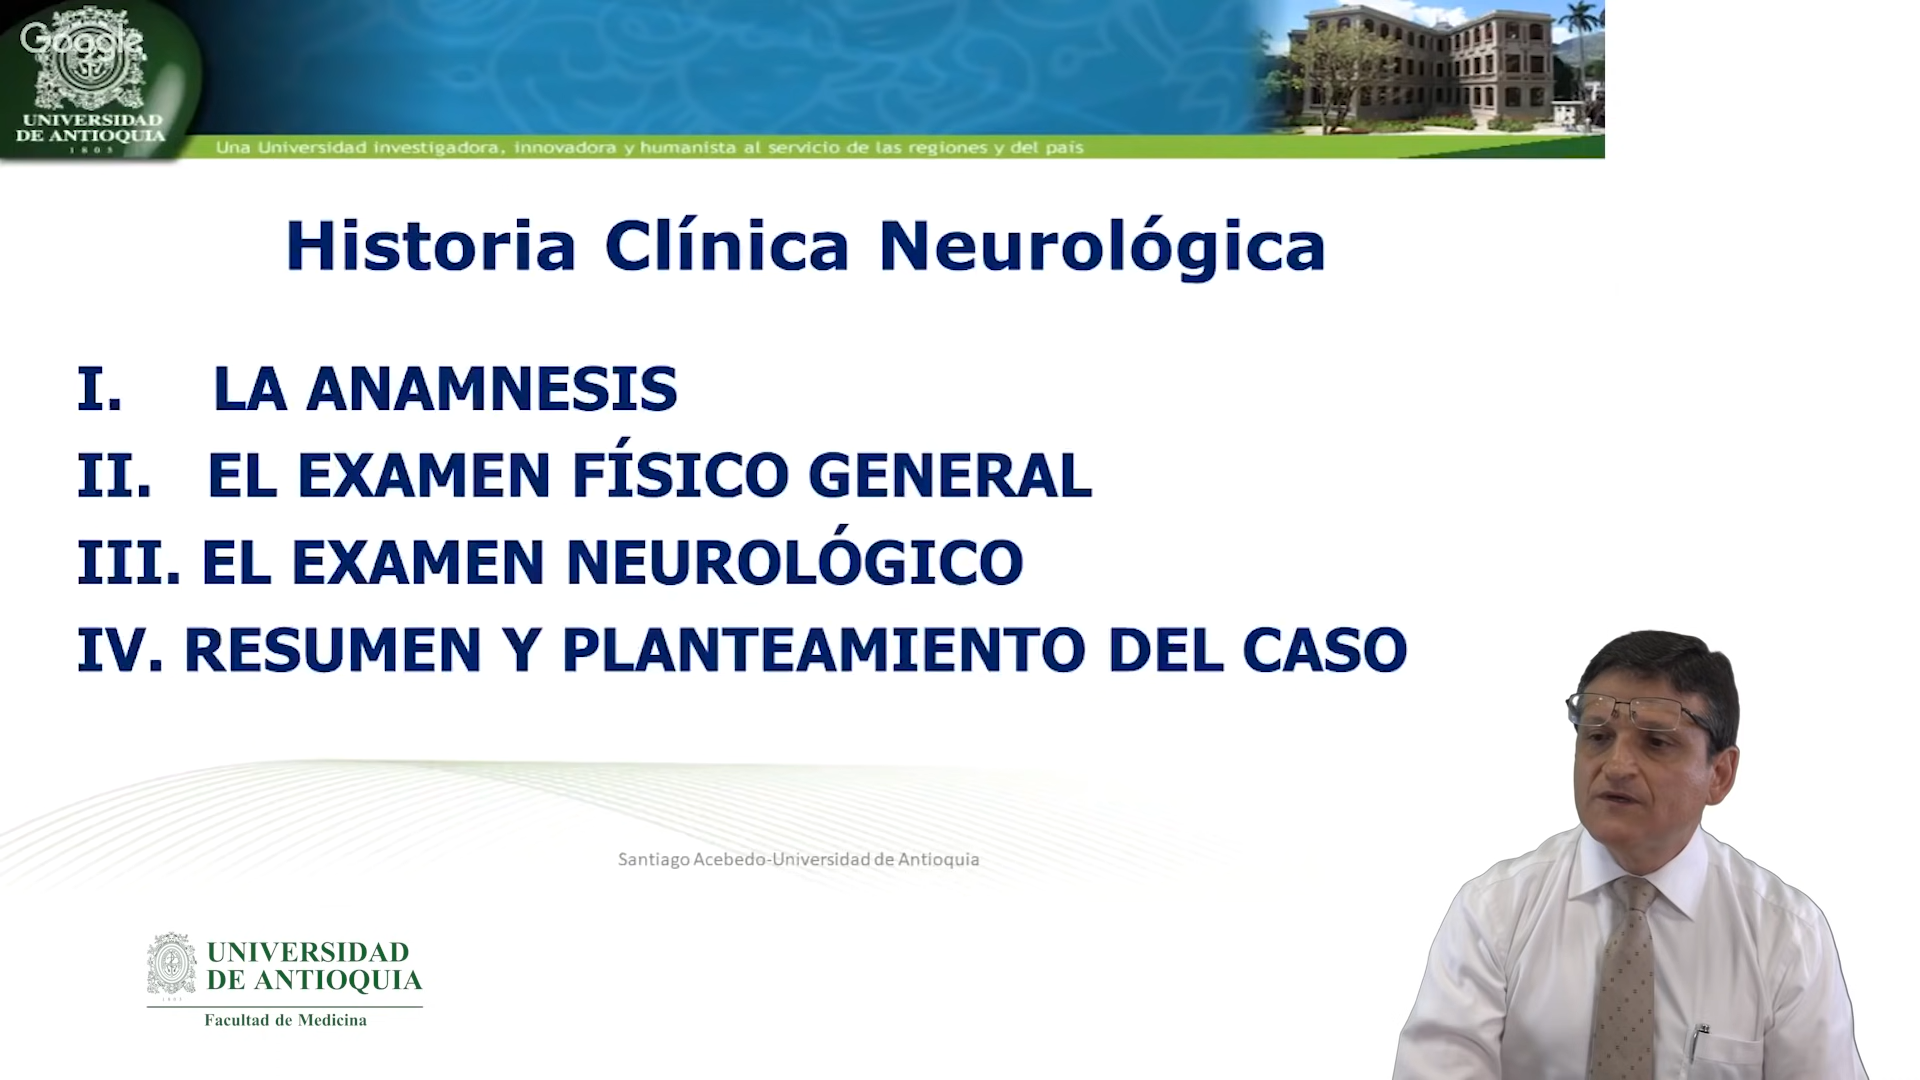 Google
UNIVERSIDAD
DE ANTIOQUIA
1803
Una Universidad investigadora, innovadora y humanista al servicio de las regiones y del país
Historia Clínica Neurológica
I. LA ANAMNESIS
II. EL EXAMEN FÍSICO GENERAL
III. EL EXAMEN NEUROLÓGICO
IV. RESUMEN Y PLANTEAMIENTO DEL CASO
Santiago Acebedo-Universidad de Antioquia
UNIVERSIDAD
DE ANTIOQUIA
1803
Facultad de Medicina